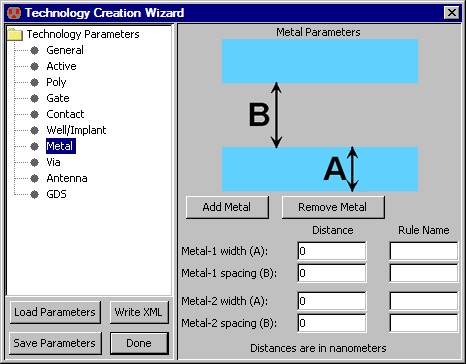 Technology Creation Wizard
Technology Parameters
General
Active
Poly
Gate
Contact
Well/Implant
Metal
Via
Antenna
GDS
Load Parameters
Write XML
Save Parameters
Done
Metal Parameters
B
A
Add Metal
Remove Metal
Distance
Rule Name
Metal-1 width (A):
0
Metal-1 spacing (B):
0
Metal-2 width (A):
0
Metal-2 spacing (B):
0
Distances are in nanometers